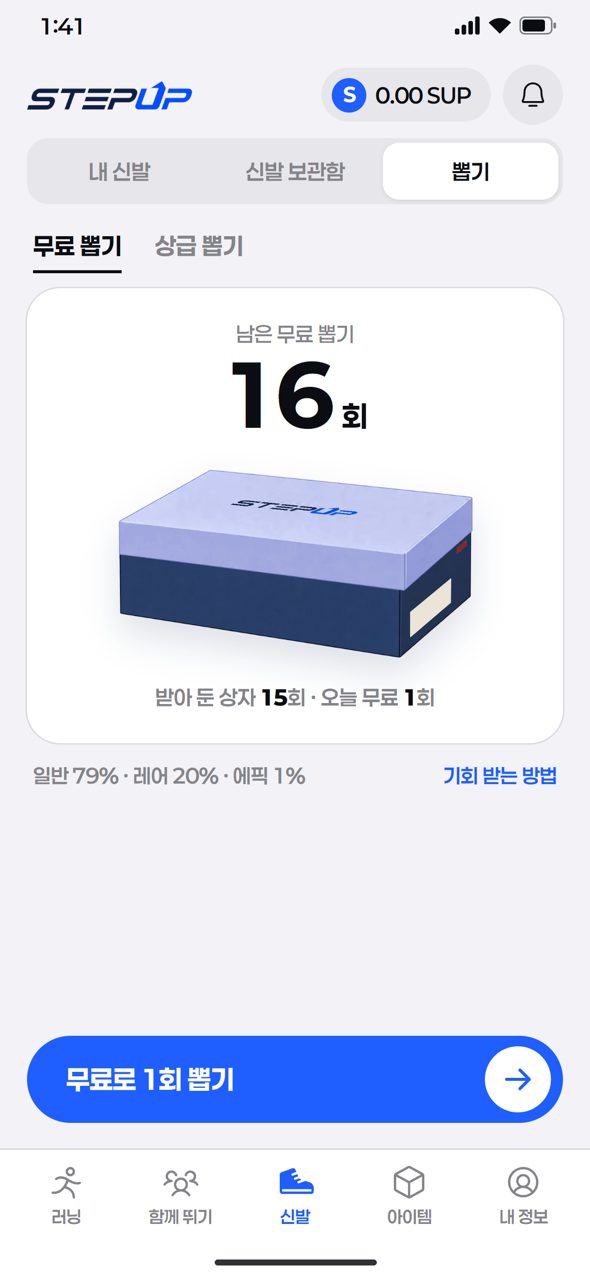 1:41
STEPUP
S 0.00 SUP
내 신발 신발 보관함 뽑기
무료 뽑기 상급 뽑기
남은 무료 뽑기
16회
STEPUP
받아 둔 상자 15회 · 오늘 무료 1회
일반 79% · 레어 20% · 에픽 1% 기회 받는 방법
무료로 1회 뽑기
러닝 함께 뛰기 신발 아이템 내 정보